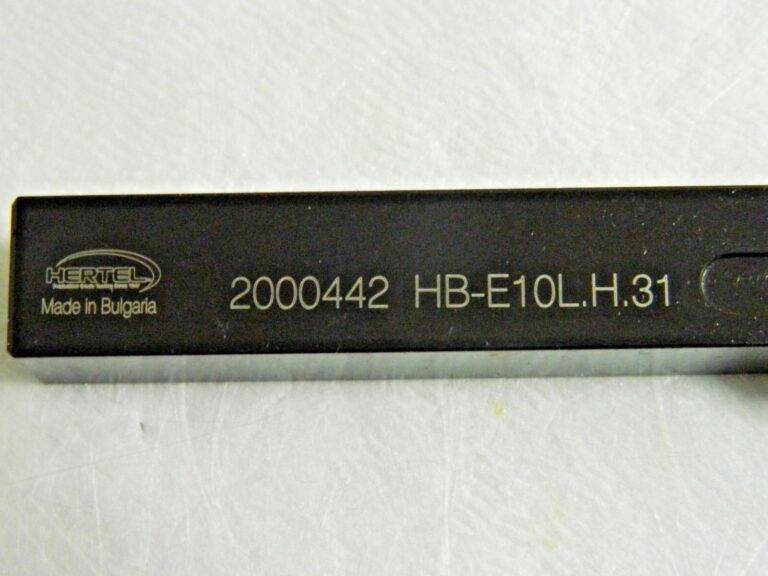 HERTEL
Made in Bulgaria
2000442 HB-E10L.H.31